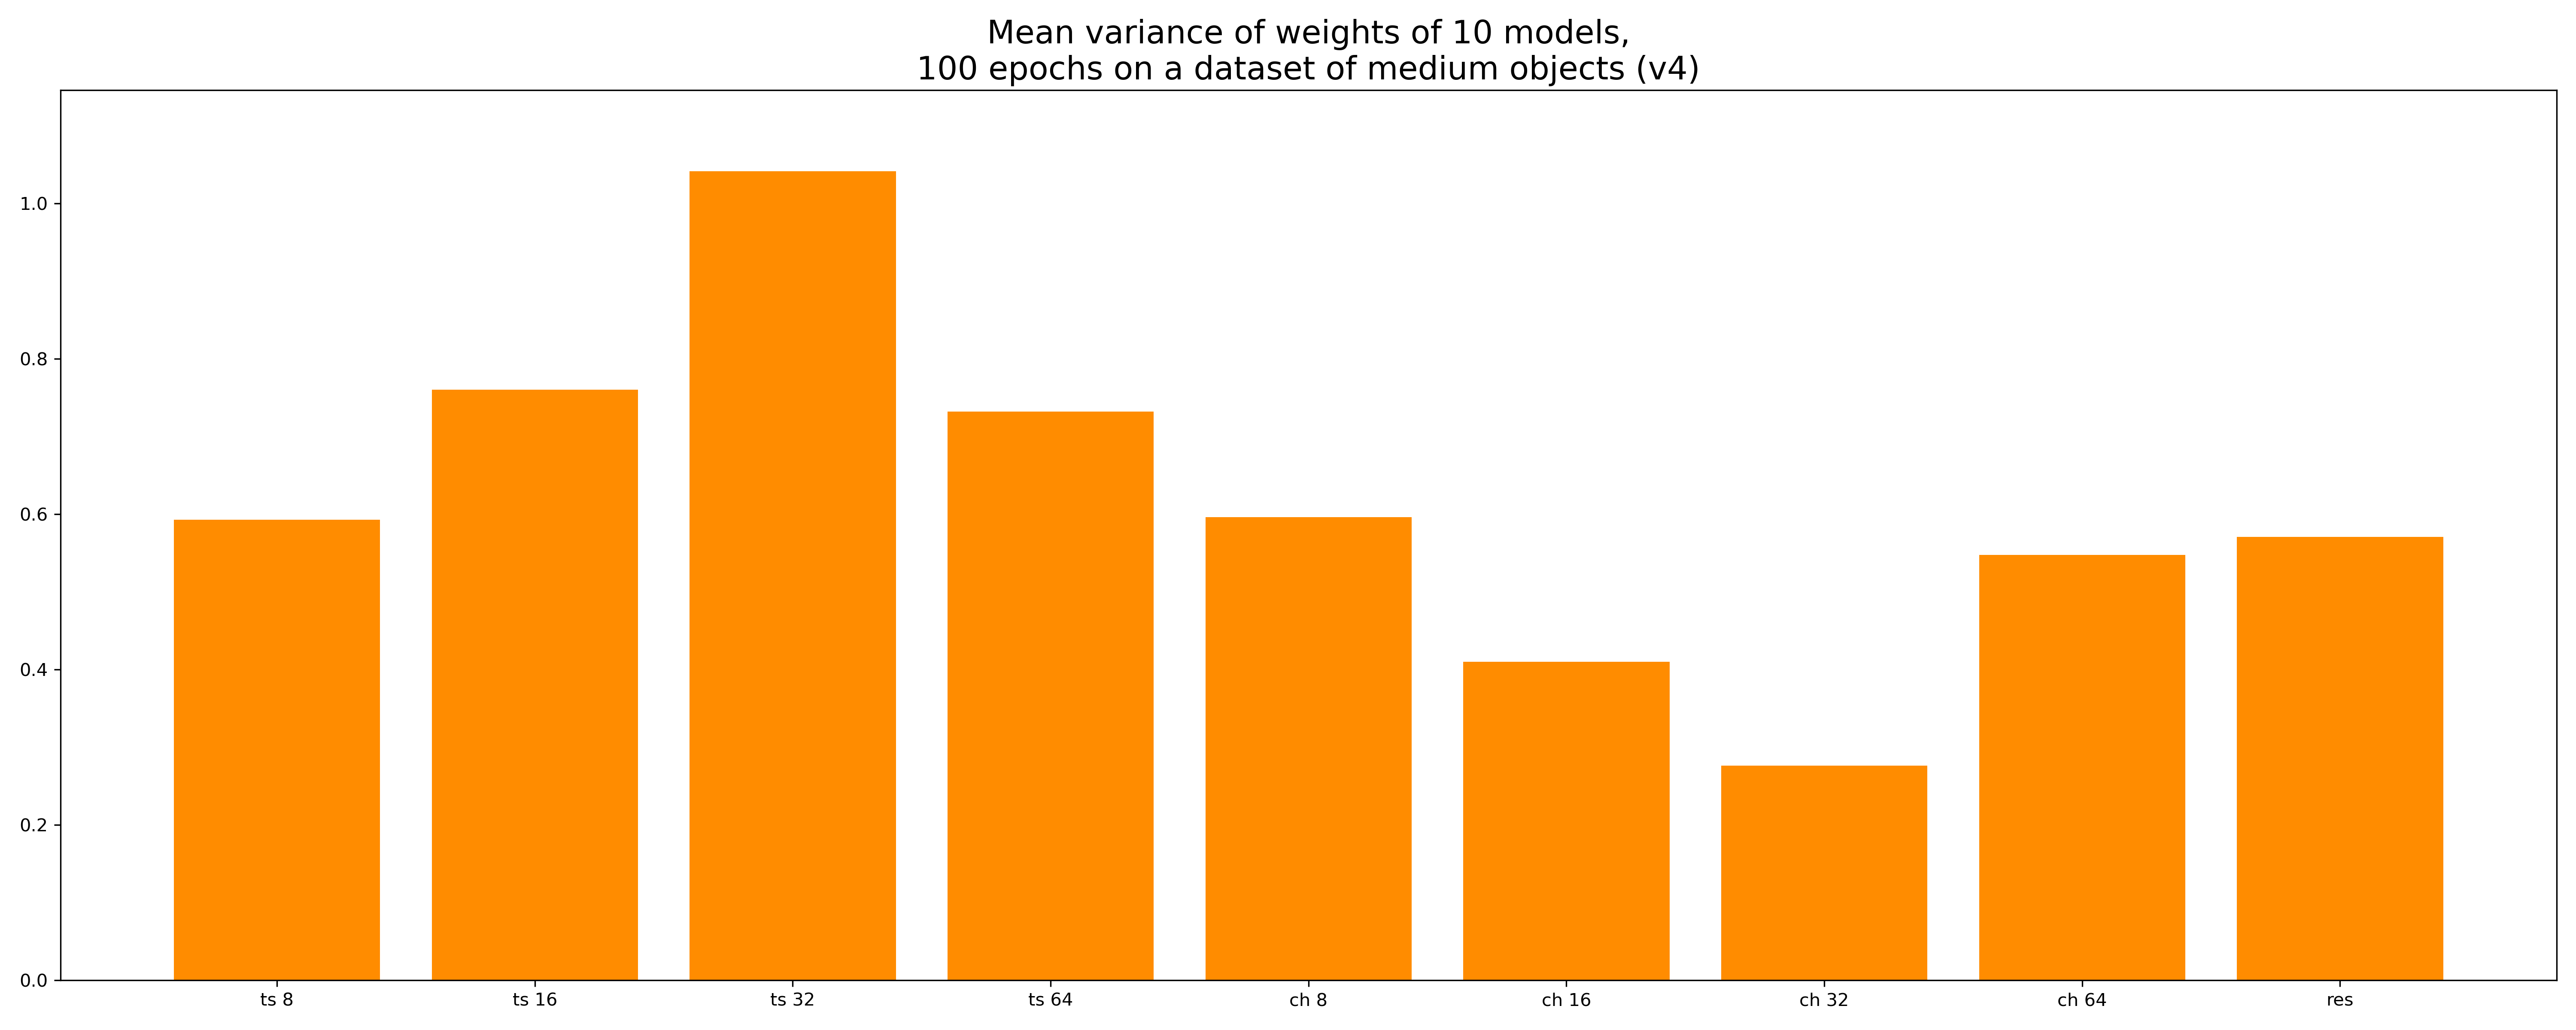 Mean variance of weights of 10 models,
100 epochs on a dataset of medium objects (v4)
1.0
0.8
0.6
0.4
0.2
0.0
ts 8 ts 16 ts 32 ts 64 ch 8 ch 16 ch 32 ch 64 res